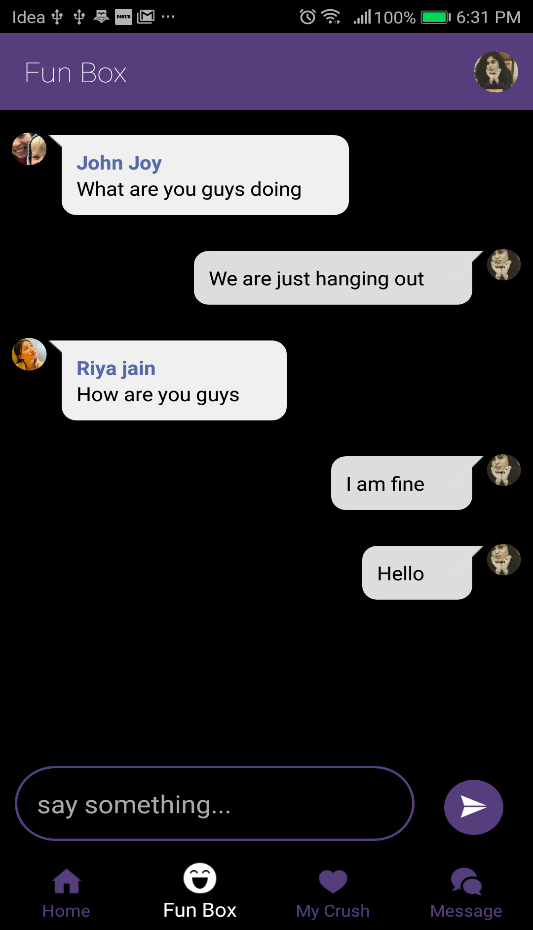 Idea 100% 6:31 PM
Fun Box
John Joy
What are you guys doing
We are just hanging out
Riya jain
How are you guys
I am fine
Hello
say something...
Home Fun Box My Crush Message